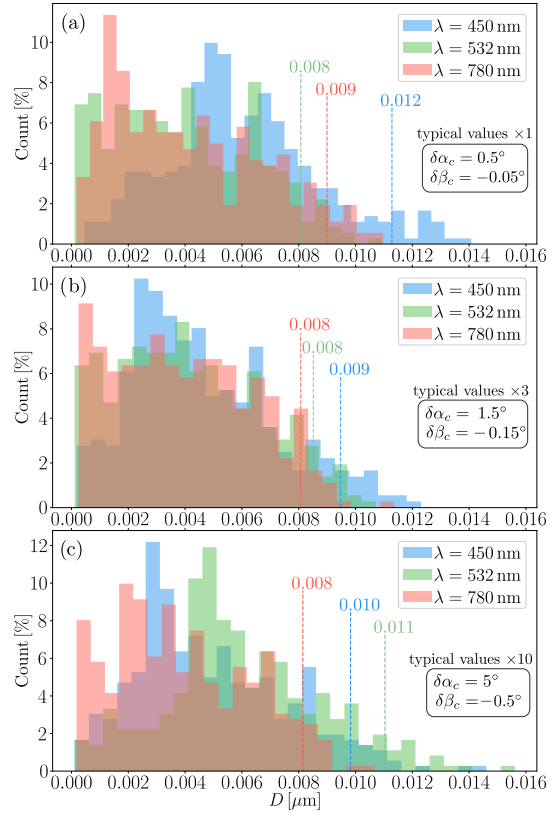 (a)
λ = 450 nm
λ = 532 nm
λ = 780 nm
0.008
0.009
0.012
typical values ×1
δα_c = 0.5°
δβ_c = −0.05°
Count [%]
10
8
6
4
2
0
0.000 0.002 0.004 0.006 0.008 0.010 0.012 0.014 0.016
(b)
λ = 450 nm
λ = 532 nm
λ = 780 nm
0.008
0.008
0.009
typical values ×3
δα_c = 1.5°
δβ_c = −0.15°
Count [%]
10
8
6
4
2
0
0.000 0.002 0.004 0.006 0.008 0.010 0.012 0.014 0.016
(c)
λ = 450 nm
λ = 532 nm
λ = 780 nm
0.008
0.010
0.011
typical values ×10
δα_c = 5°
δβ_c = −0.5°
Count [%]
12
10
8
6
4
2
0
0.000 0.002 0.004 0.006 0.008 0.010 0.012 0.014 0.016
D [μm]